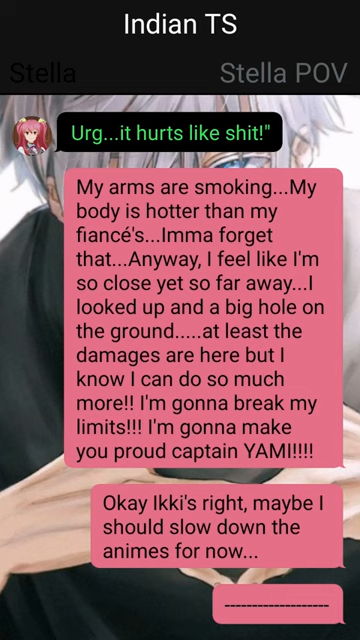 Indian TS
Stella
Stella POV
Urg...it hurts like shit!"
My arms are smoking...My
body is hotter than my
fiancé's...Imma forget
that...Anyway, I feel like I'm
so close yet so far away...I
looked up and a big hole on
the ground.....at least the
damages are here but I
know I can do so much
more!! I'm gonna break my
limits!!! I'm gonna make
you proud captain YAMI!!!!
Okay Ikki's right, maybe I
should slow down the
animes for now...
-------------------